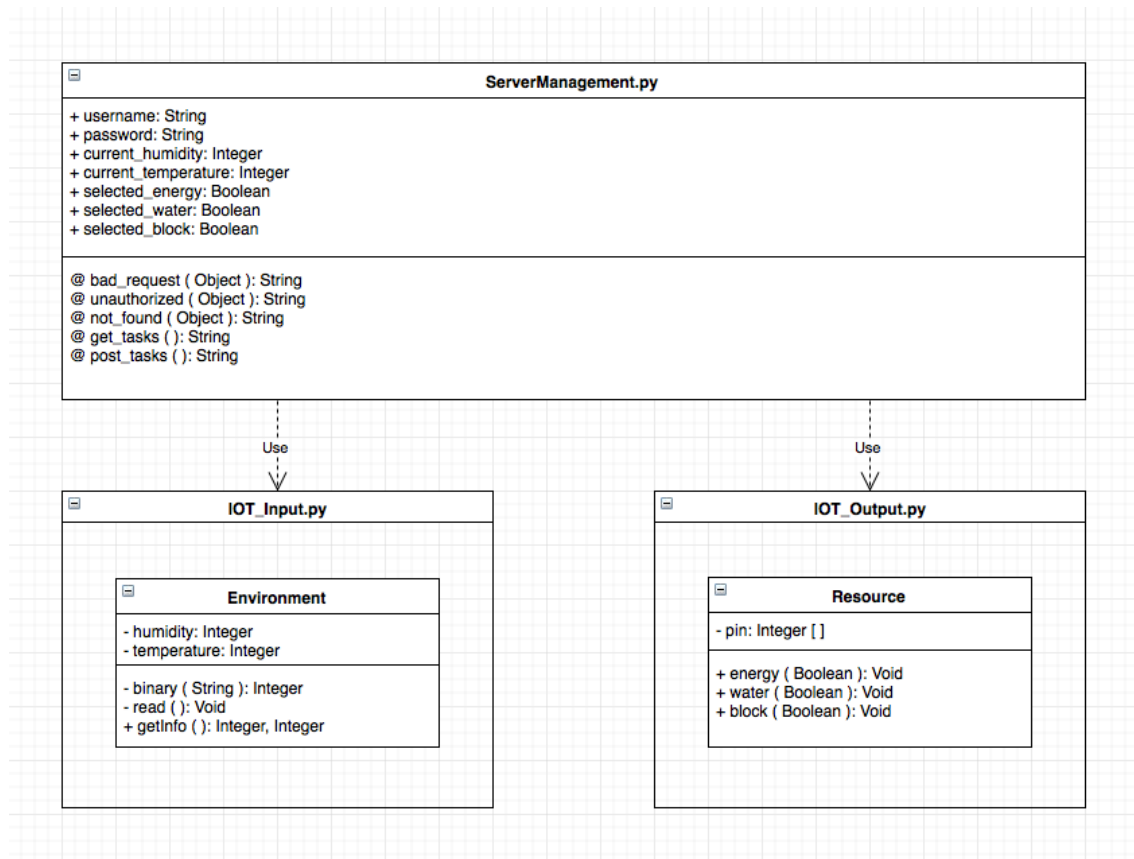 ServerManagement.py
+ username: String
+ password: String
+ current_humidity: Integer
+ current_temperature: Integer
+ selected_energy: Boolean
+ selected_water: Boolean
+ selected_block: Boolean
@ bad_request ( Object ): String
@ unauthorized ( Object ): String
@ not_found ( Object ): String
@ get_tasks ( ): String
@ post_tasks ( ): String
Use
Use
IOT_Input.py
Environment
- humidity: Integer
- temperature: Integer
- binary ( String ): Integer
- read ( ): Void
+ getInfo ( ): Integer, Integer
IOT_Output.py
Resource
- pin: Integer [ ]
+ energy ( Boolean ): Void
+ water ( Boolean ): Void
+ block ( Boolean ): Void